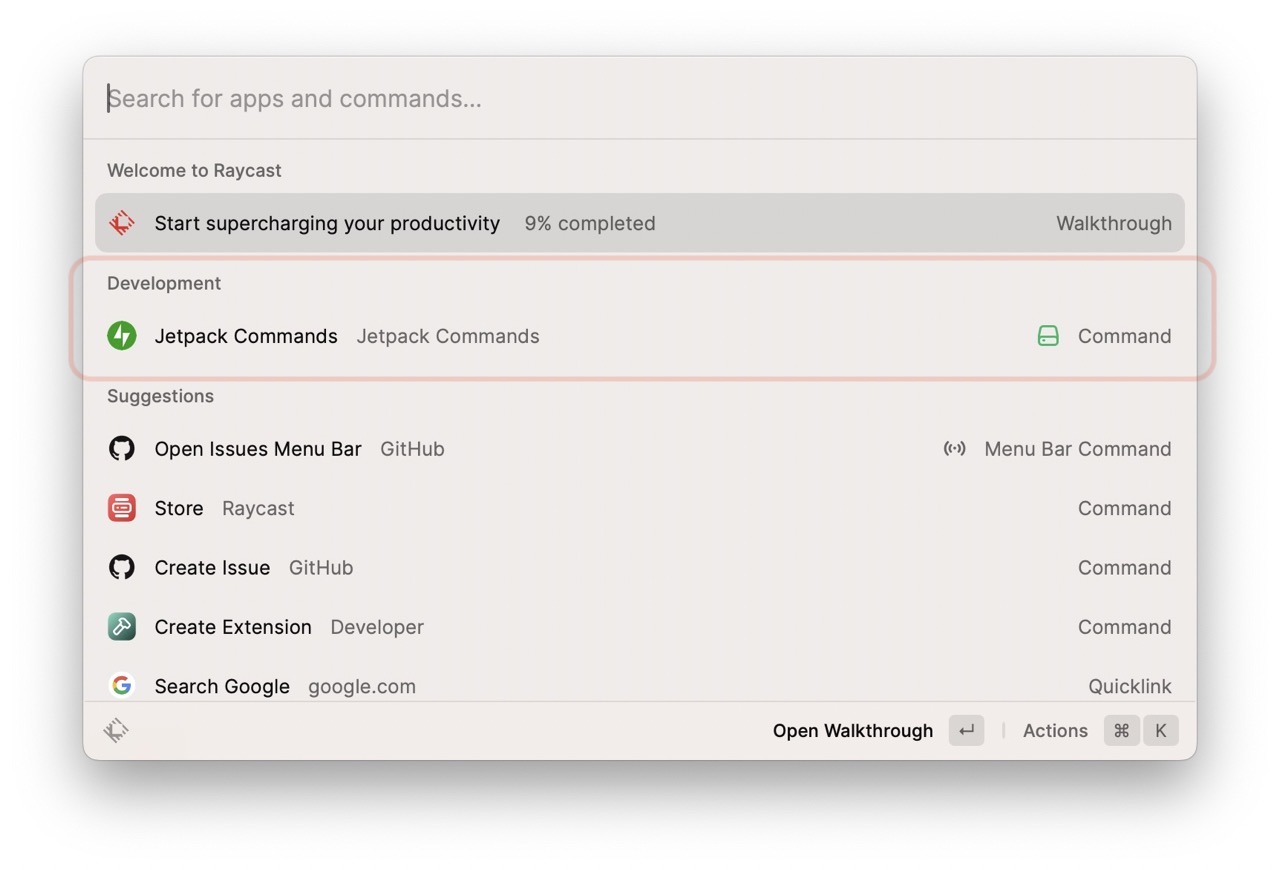 Search for apps and commands...
Welcome to Raycast
Start supercharging your productivity 9% completed Walkthrough
Development
Jetpack Commands Jetpack Commands Command
Suggestions
Open Issues Menu Bar GitHub Menu Bar Command
Store Raycast Command
Create Issue GitHub Command
Create Extension Developer Command
Search Google google.com Quicklink
Open Walkthrough ↵ | Actions ⌘ K